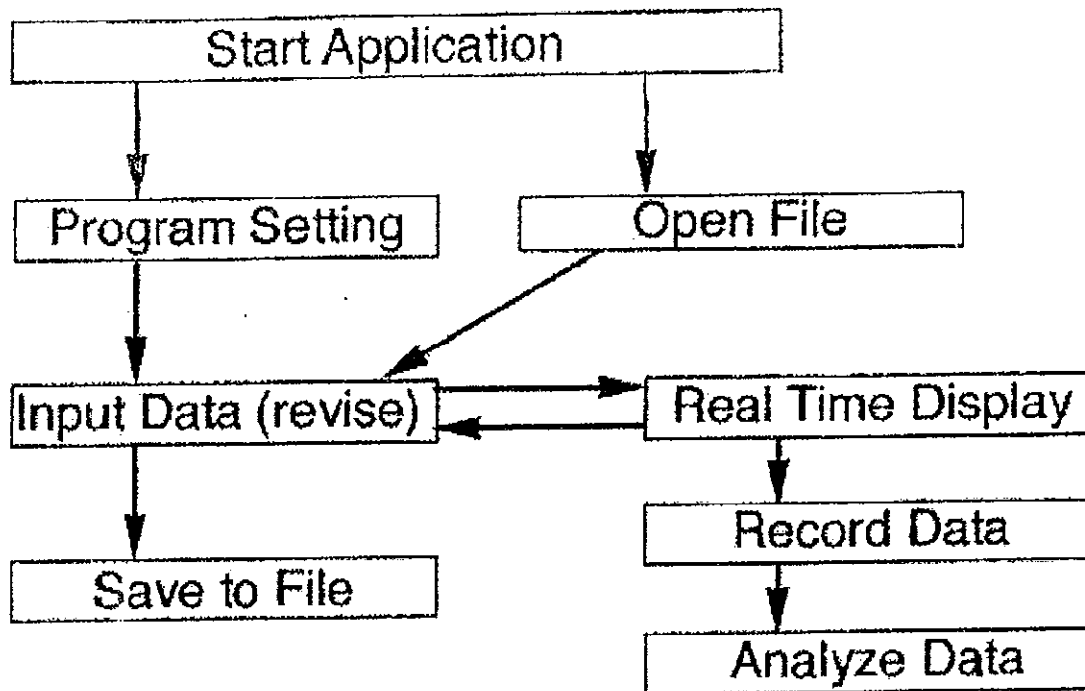 Start Application
Program Setting
Open File
Input Data (revise)
Real Time Display
Record Data
Save to File
Analyze Data